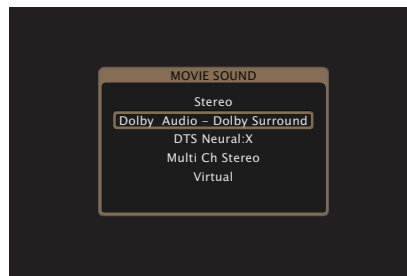 MOVIE SOUND
Stereo
Dolby Audio – Dolby Surround
DTS Neural:X
Multi Ch Stereo
Virtual